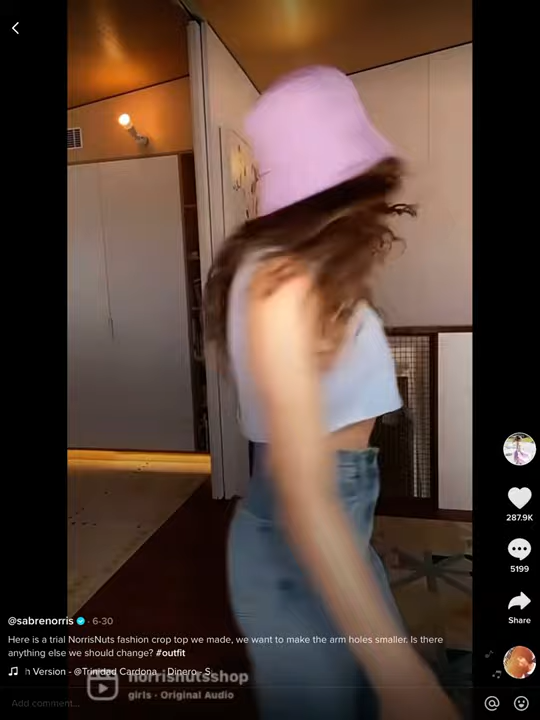 @sabrenorris · 6-30
Here is a trial NorrisNuts fashion crop top we made, we want to make the arm holes smaller. Is there
anything else we should change? #outfit
h Version - @Trinidad Cardona - Dinero - S
norrisnutsshop
girls · Original Audio
Add comment...
287.9K
5199
Share